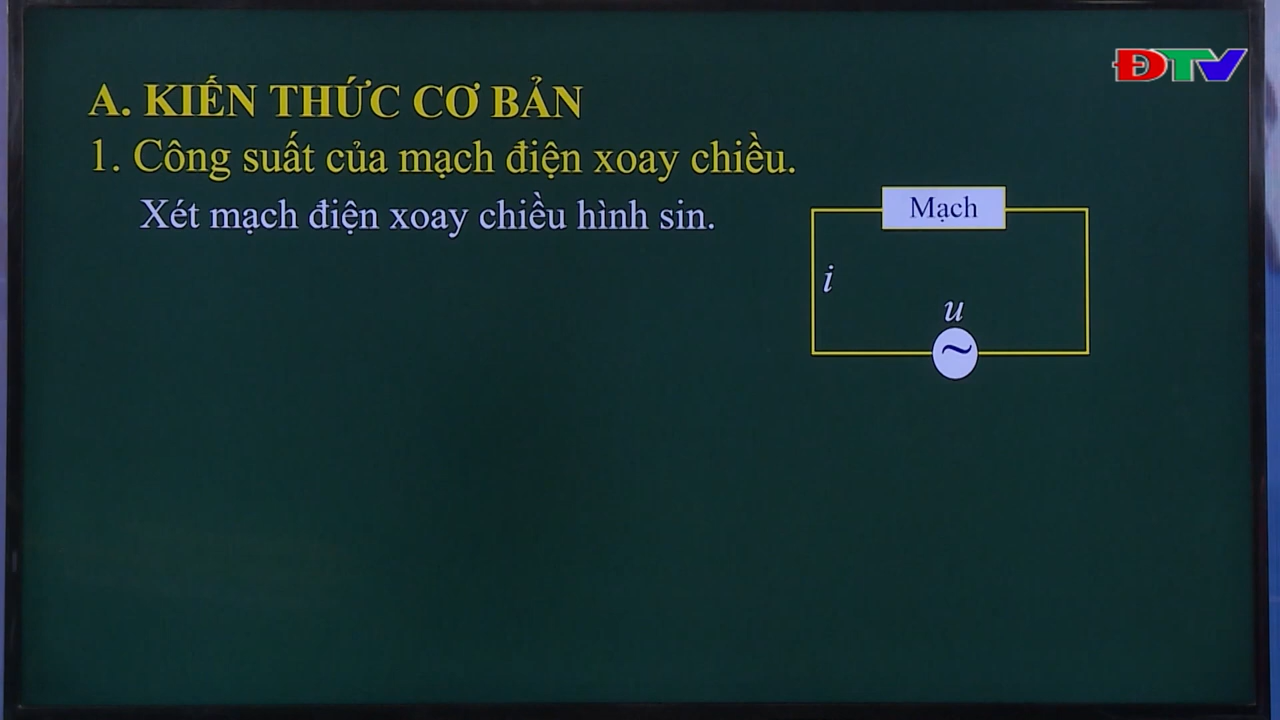 ĐTV
A. KIẾN THỨC CƠ BẢN
1. Công suất của mạch điện xoay chiều.
Xét mạch điện xoay chiều hình sin.
Mạch
i
u
~